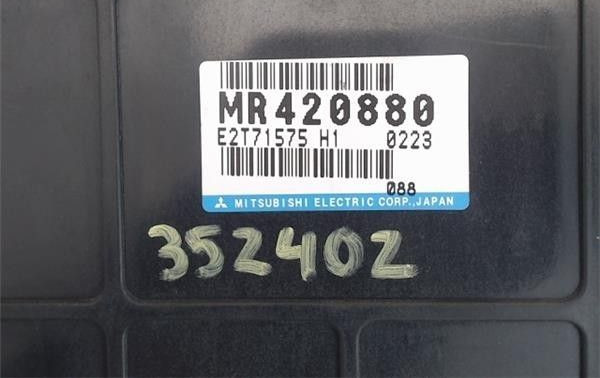 MR420880
E2T71575 H1 0223
088
MITSUBISHI ELECTRIC CORP., JAPAN
352402